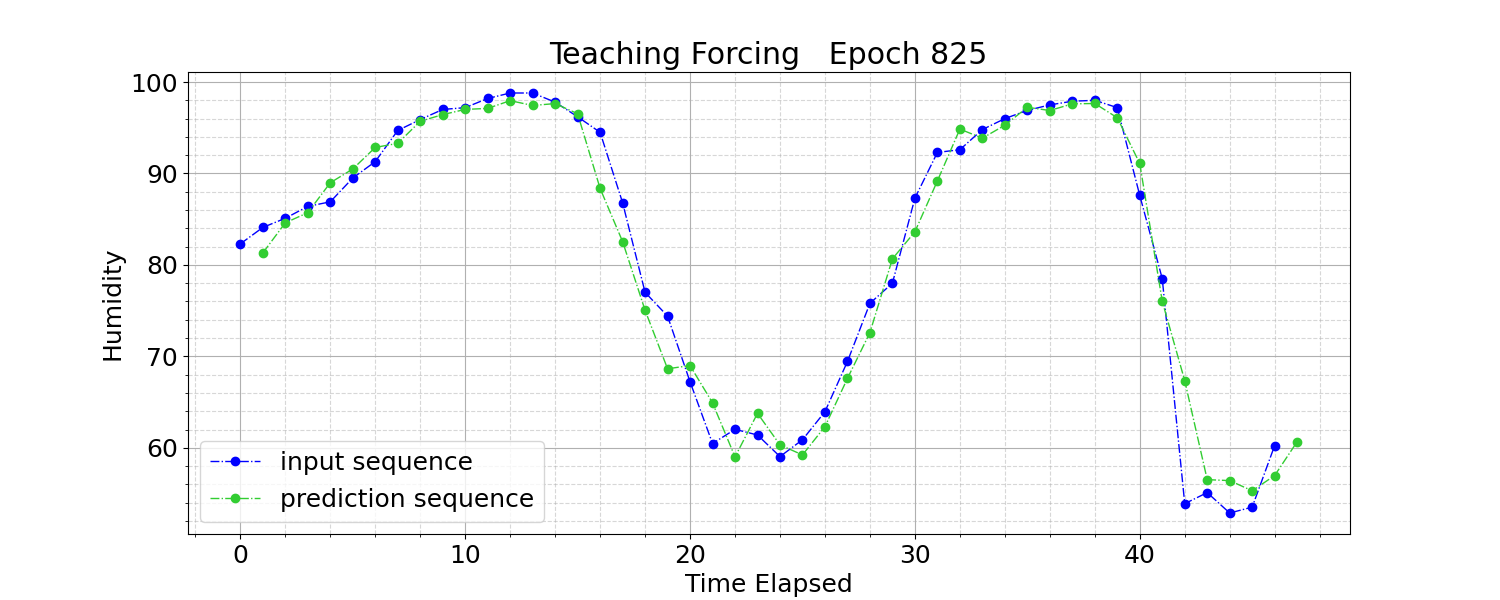 Teaching Forcing   Epoch 825
100
90
80
70
60
Humidity
input sequence
prediction sequence
0 10 20 30 40
Time Elapsed